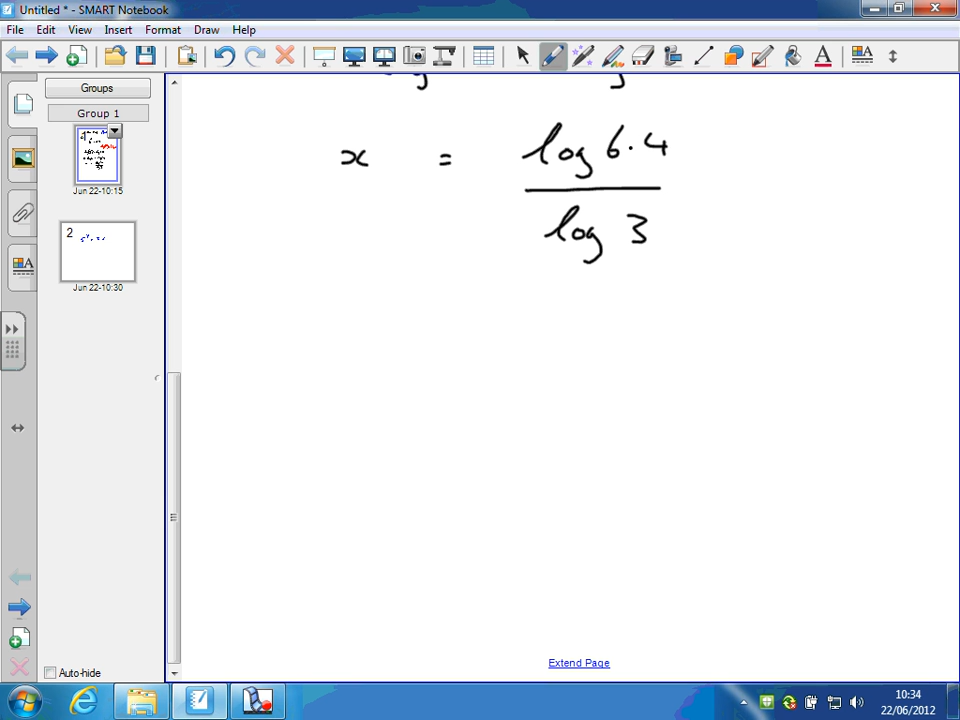 Untitled * - SMART Notebook
File Edit View Insert Format Draw Help
Groups
Group 1
Jun 22-10:15
2
Jun 22-10:30
x = log 6.4
log 3
Extend Page
Auto-hide
10:34
22/06/2012